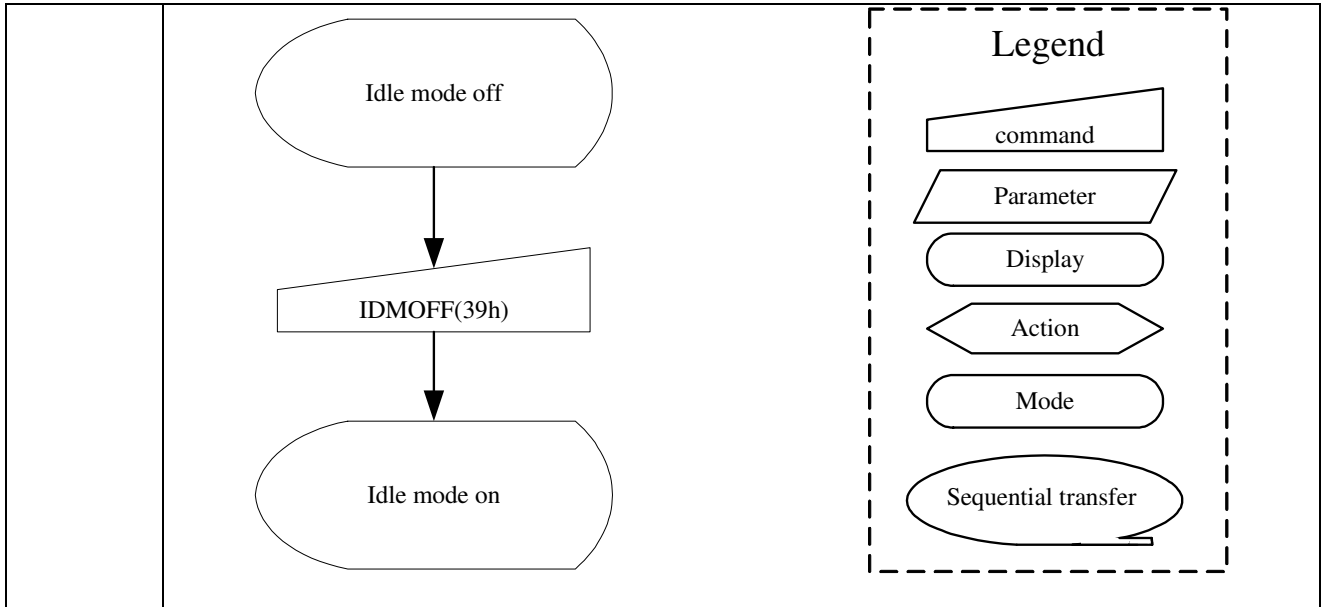 Idle mode off
IDMOFF(39h)
Idle mode on
Legend
command
Parameter
Display
Action
Mode
Sequential transfer